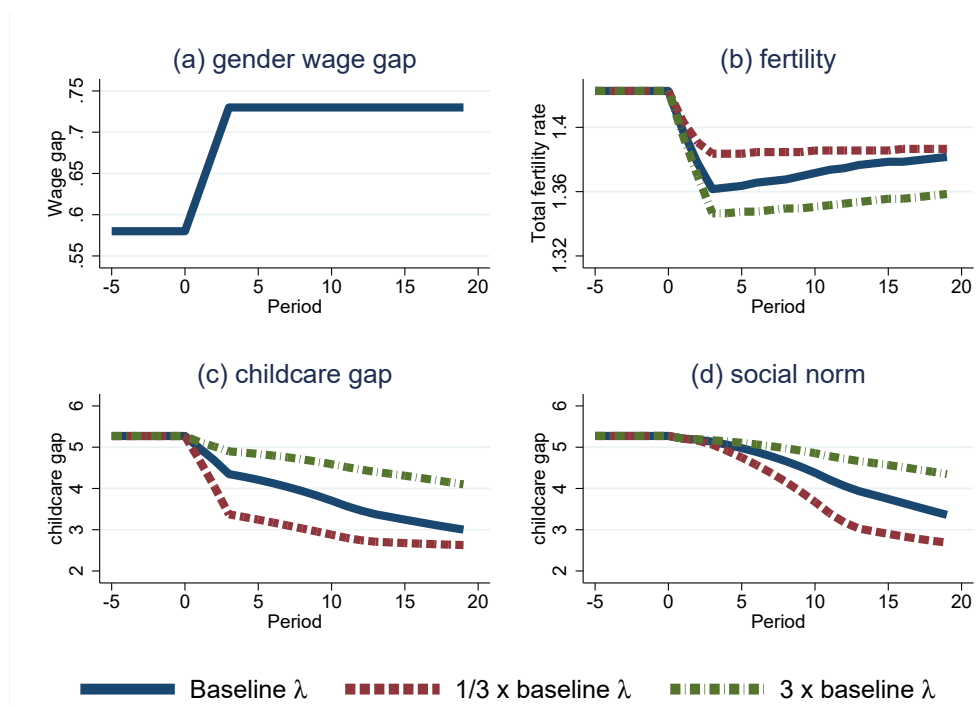 (a) gender wage gap
Wage gap
.75
.7
.65
.6
.55
-5 0 5 10 15 20
Period
(b) fertility
Total fertility rate
1.4
1.36
1.32
-5 0 5 10 15 20
Period
(c) childcare gap
childcare gap
6
5
4
3
2
-5 0 5 10 15 20
Period
(d) social norm
childcare gap
6
5
4
3
2
-5 0 5 10 15 20
Period
Baseline λ 1/3 x baseline λ 3 x baseline λ